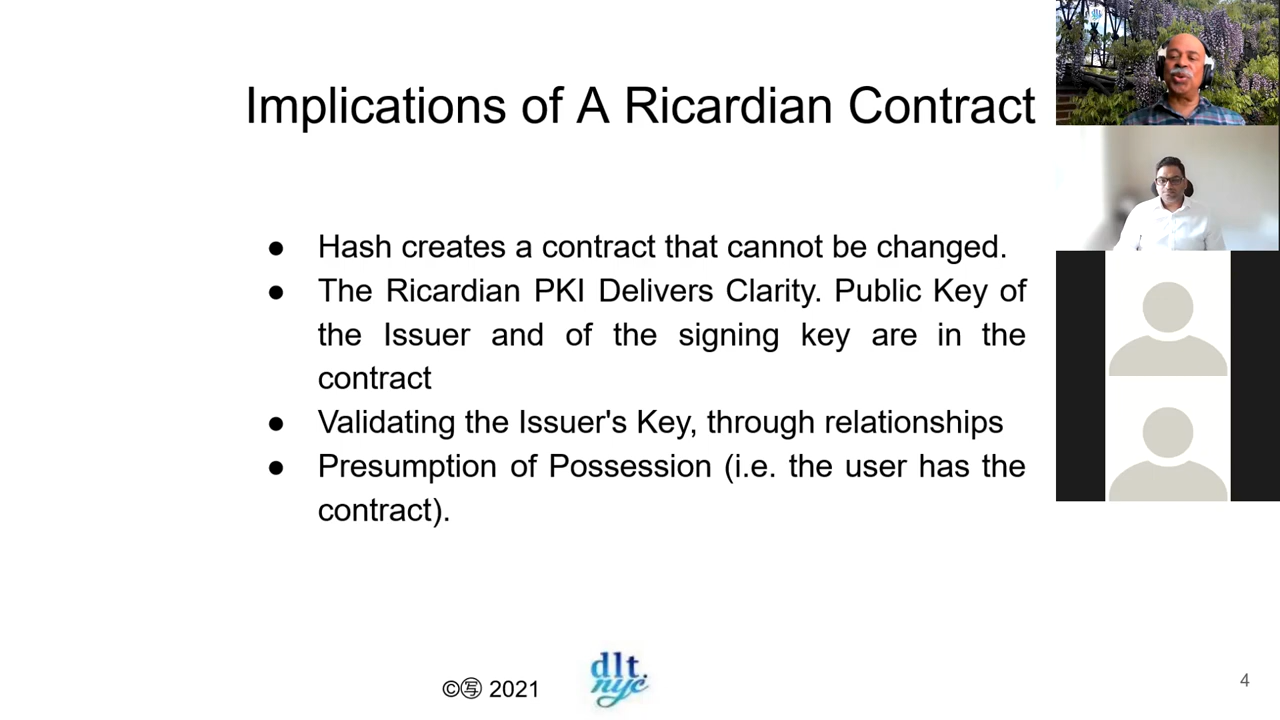 Implications of A Ricardian Contract
● Hash creates a contract that cannot be changed.
● The Ricardian PKI Delivers Clarity. Public Key of
the Issuer and of the signing key are in the
contract
● Validating the Issuer's Key, through relationships
● Presumption of Possession (i.e. the user has the
contract).
©㊢ 2021
dlt.
nyc
4